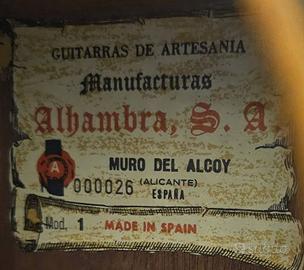 GUITARRAS DE ARTESANIA
Manufacturas
Alhambra, S. A.
MURO DEL ALCOY
A
000026 (ALICANTE)
ESPAÑA
Mod. 1 MADE IN SPAIN